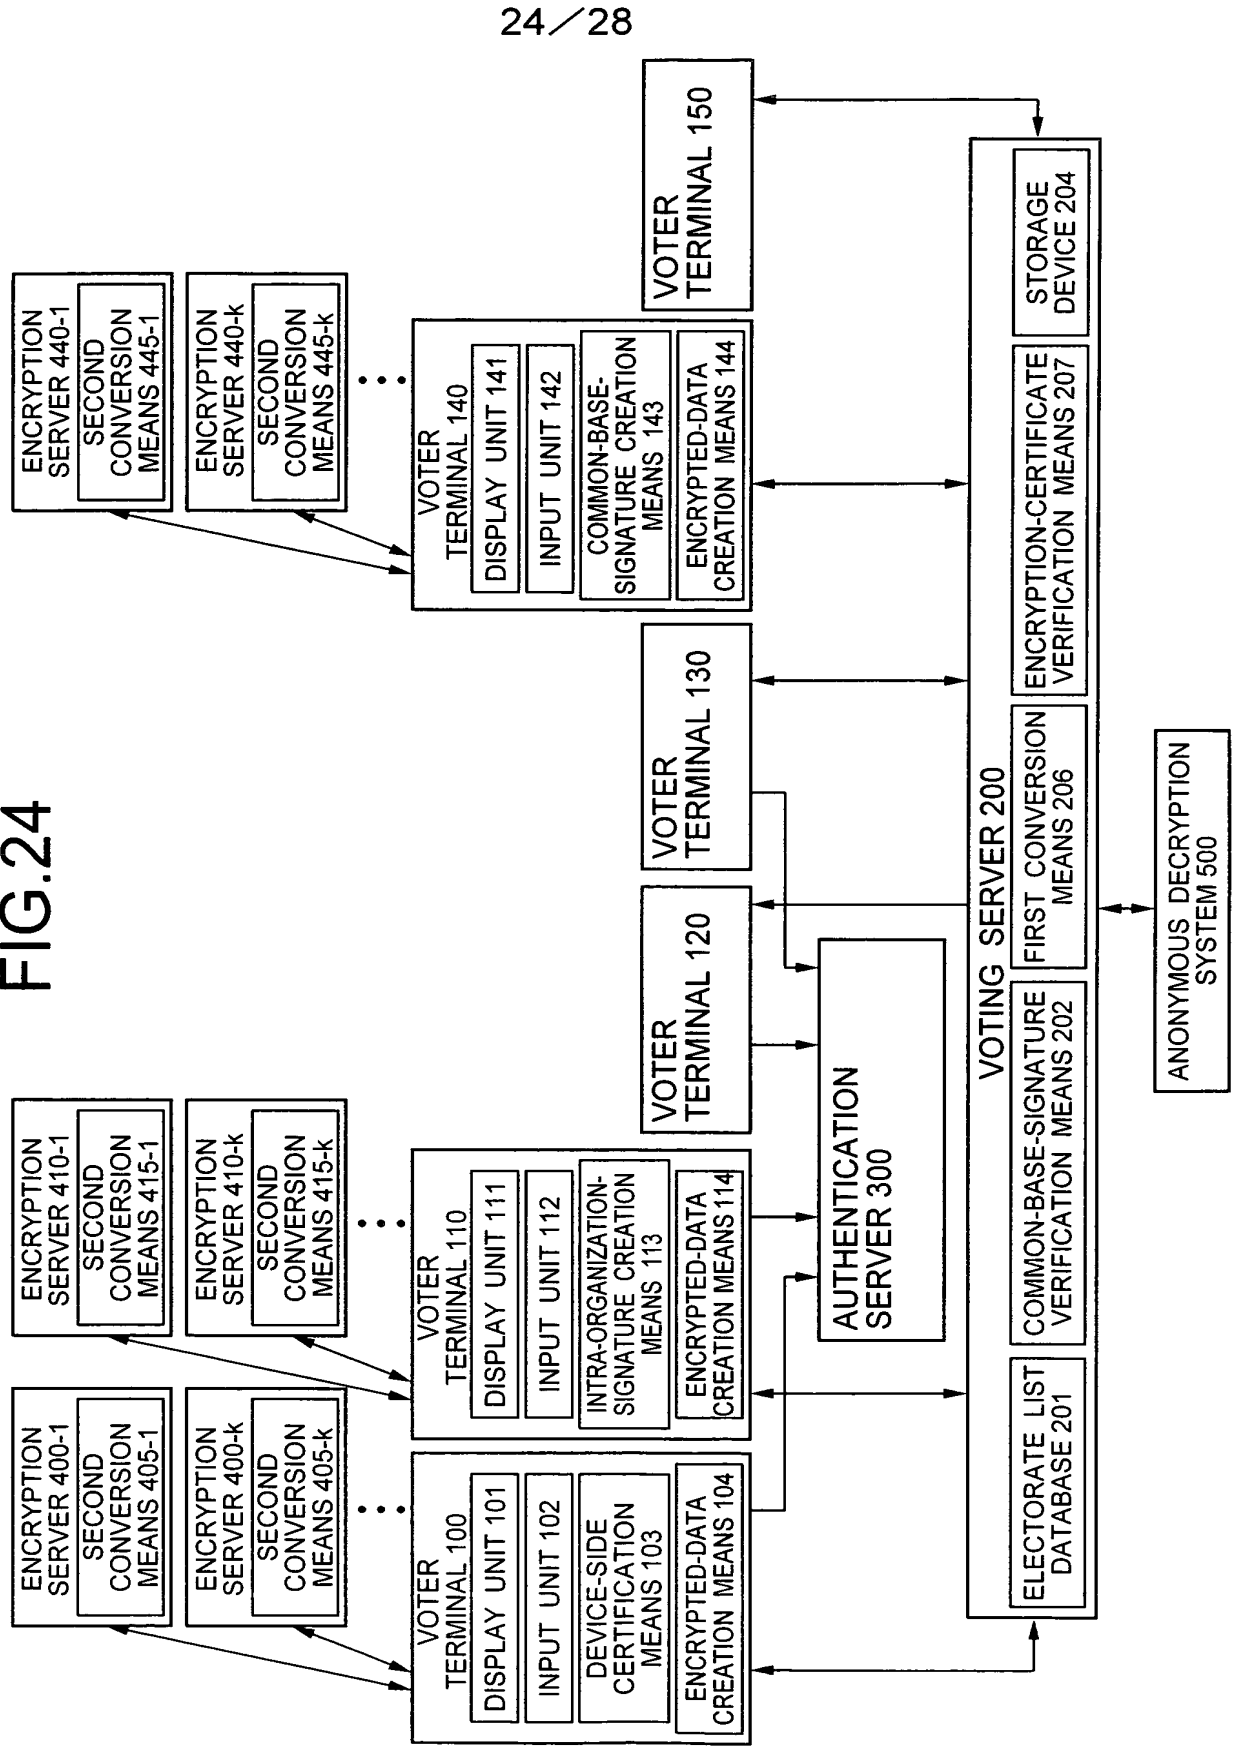 24/28
FIG.24
ENCRYPTION
SERVER 400-1
SECOND
CONVERSION
MEANS 405-1
ENCRYPTION
SERVER 400-k
SECOND
CONVERSION
MEANS 405-k
VOTER
TERMINAL 100
DISPLAY UNIT 101
INPUT UNIT 102
DEVICE-SIDE
CERTIFICATION
MEANS 103
ENCRYPTED-DATA
CREATION MEANS 104
ENCRYPTION
SERVER 410-1
SECOND
CONVERSION
MEANS 415-1
ENCRYPTION
SERVER 410-k
SECOND
CONVERSION
MEANS 415-k
VOTER
TERMINAL 110
DISPLAY UNIT 111
INPUT UNIT 112
INTRA-ORGANIZATION-
SIGNATURE CREATION
MEANS 113
ENCRYPTED-DATA
CREATION MEANS 114
VOTER
TERMINAL 120
VOTER
TERMINAL 130
ENCRYPTION
SERVER 440-1
SECOND
CONVERSION
MEANS 445-1
ENCRYPTION
SERVER 440-k
SECOND
CONVERSION
MEANS 445-k
VOTER
TERMINAL 140
DISPLAY UNIT 141
INPUT UNIT 142
COMMON-BASE-
SIGNATURE CREATION
MEANS 143
ENCRYPTED-DATA
CREATION MEANS 144
VOTER
TERMINAL 150
AUTHENTICATION
SERVER 300
VOTING SERVER 200
ELECTORATE LIST
DATABASE 201
COMMON-BASE-SIGNATURE
VERIFICATION MEANS 202
FIRST CONVERSION
MEANS 206
ENCRYPTION-CERTIFICATE
VERIFICATION MEANS 207
STORAGE
DEVICE 204
ANONYMOUS DECRYPTION
SYSTEM 500